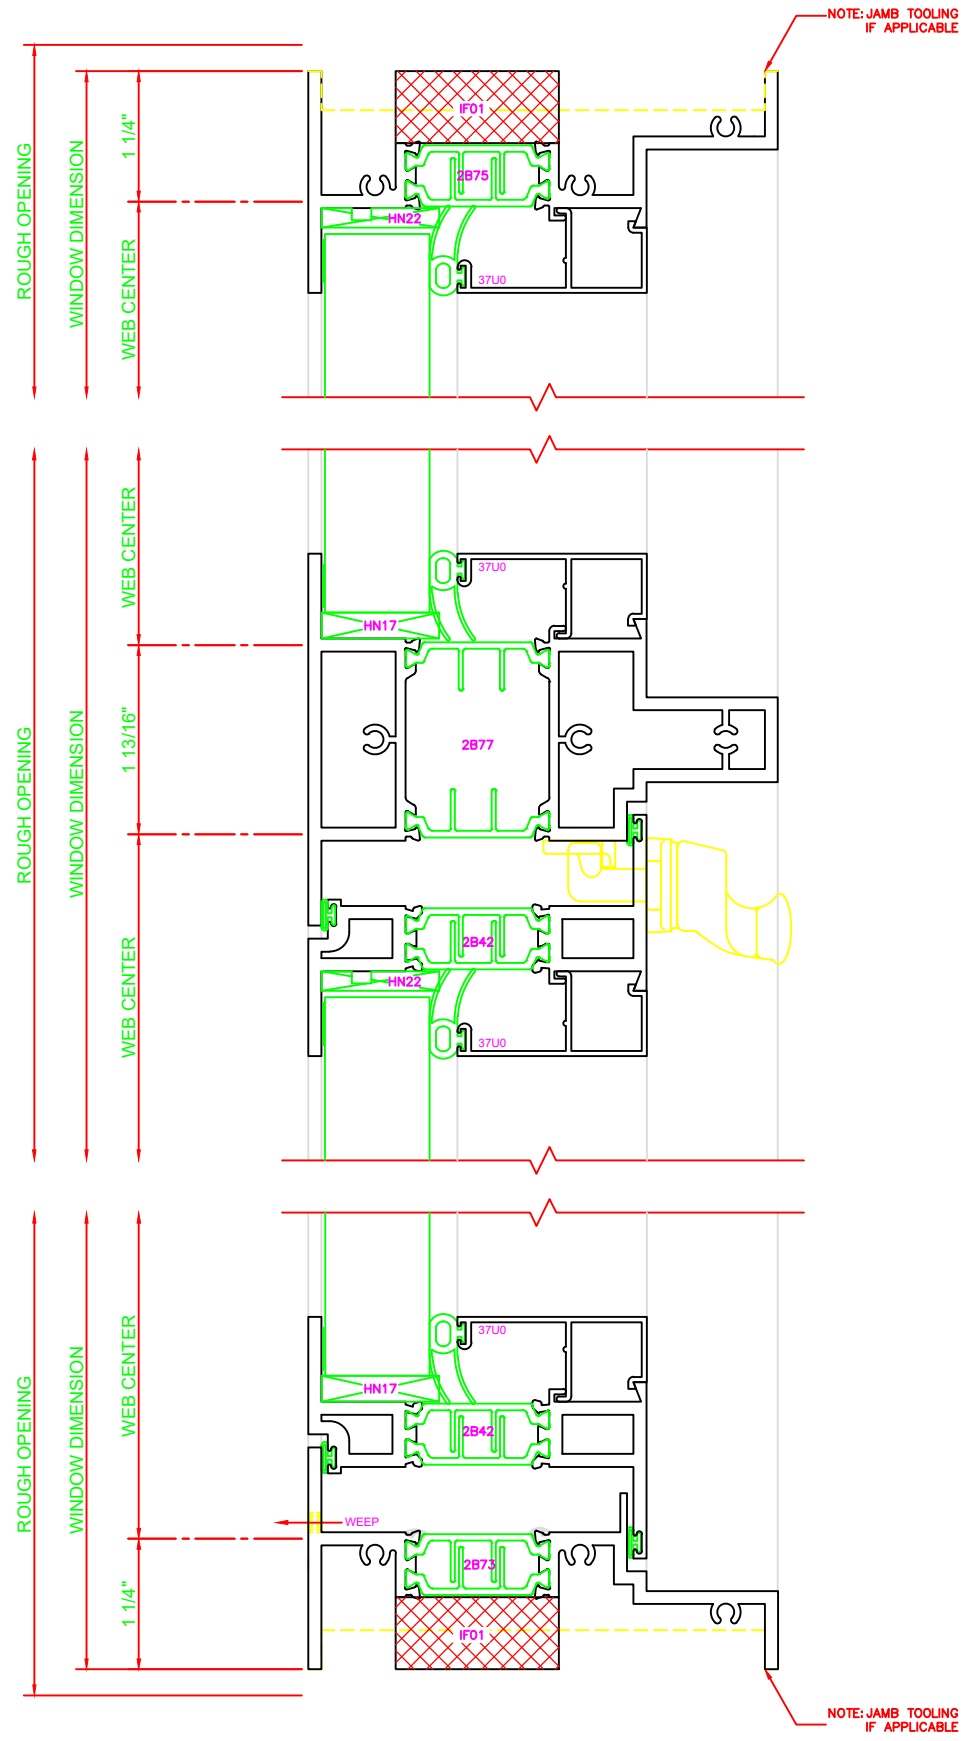 NOTE: JAMB TOOLING
IF APPLICABLE
ROUGH OPENING
WINDOW DIMENSION
1 1/4"
WEB CENTER
IF01
2B75
HN22
37U0
ROUGH OPENING
WINDOW DIMENSION
WEB CENTER
1 13/16"
WEB CENTER
37U0
HN17
2B77
2B42
HN22
37U0
ROUGH OPENING
WINDOW DIMENSION
WEB CENTER
1 1/4"
37U0
HN17
2B42
WEEP
2B73
IF01
NOTE: JAMB TOOLING
IF APPLICABLE